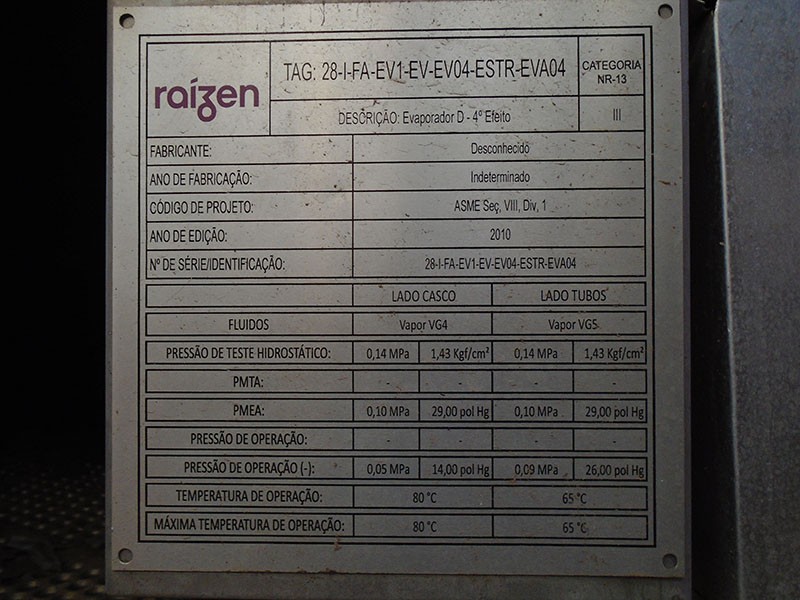 raízen
TAG: 28-I-FA-EV1-EV-EV04-ESTR-EVA04
CATEGORIA
NR-13
DESCRIÇÃO: Evaporador D - 4º Efeito
III
FABRICANTE: Desconhecido
ANO DE FABRICAÇÃO: Indeterminado
CÓDIGO DE PROJETO: ASME Seç, VIII, Div, 1
ANO DE EDIÇÃO: 2010
Nº DE SÉRIE/IDENTIFICAÇÃO: 28-I-FA-EV1-EV-EV04-ESTR-EVA04
LADO CASCO LADO TUBOS
FLUIDOS Vapor VG4 Vapor VG5
PRESSÃO DE TESTE HIDROSTÁTICO: 0,14 MPa 1,43 Kgf/cm² 0,14 MPa 1,43 Kgf/cm²
PMTA: - - - -
PMEA: 0,10 MPa 29,00 pol Hg 0,10 MPa 29,00 pol Hg
PRESSÃO DE OPERAÇÃO: - - - -
PRESSÃO DE OPERAÇÃO (-): 0,05 MPa 14,00 pol Hg 0,09 MPa 26,00 pol Hg
TEMPERATURA DE OPERAÇÃO: 80 °C 65 °C
MÁXIMA TEMPERATURA DE OPERAÇÃO: 80 °C 65 °C